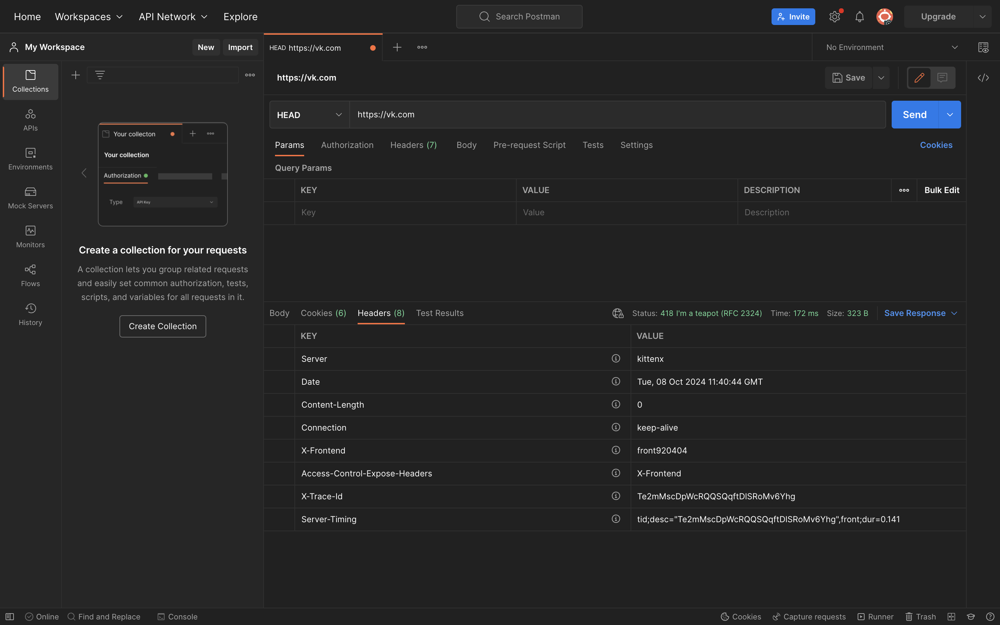 Home Workspaces API Network Explore Search Postman Invite Upgrade
My Workspace New Import HEAD https://vk.com No Environment
https://vk.com Save
HEAD https://vk.com Send
Params Authorization Headers (7) Body Pre-request Script Tests Settings Cookies
Query Params
KEY VALUE DESCRIPTION Bulk Edit
Key Value Description
Collections
APIs
Environments
Mock Servers
Monitors
Flows
History
Your collecton
Your collection
Authorization
Type API Key
Create a collection for your requests
A collection lets you group related requests
and easily set common authorization, tests,
scripts, and variables for all requests in it.
Create Collection
Body Cookies (6) Headers (8) Test Results Status: 418 I'm a teapot (RFC 2324) Time: 172 ms Size: 323 B Save Response
KEY VALUE
Server kittenx
Date Tue, 08 Oct 2024 11:40:44 GMT
Content-Length 0
Connection keep-alive
X-Frontend front920404
Access-Control-Expose-Headers X-Frontend
X-Trace-Id Te2mMscDpWcRQQSQqftDlSRoMv6Yhg
Server-Timing tid;desc="Te2mMscDpWcRQQSQqftDlSRoMv6Yhg",front;dur=0.141
Online Find and Replace Console Cookies Capture requests Runner Trash